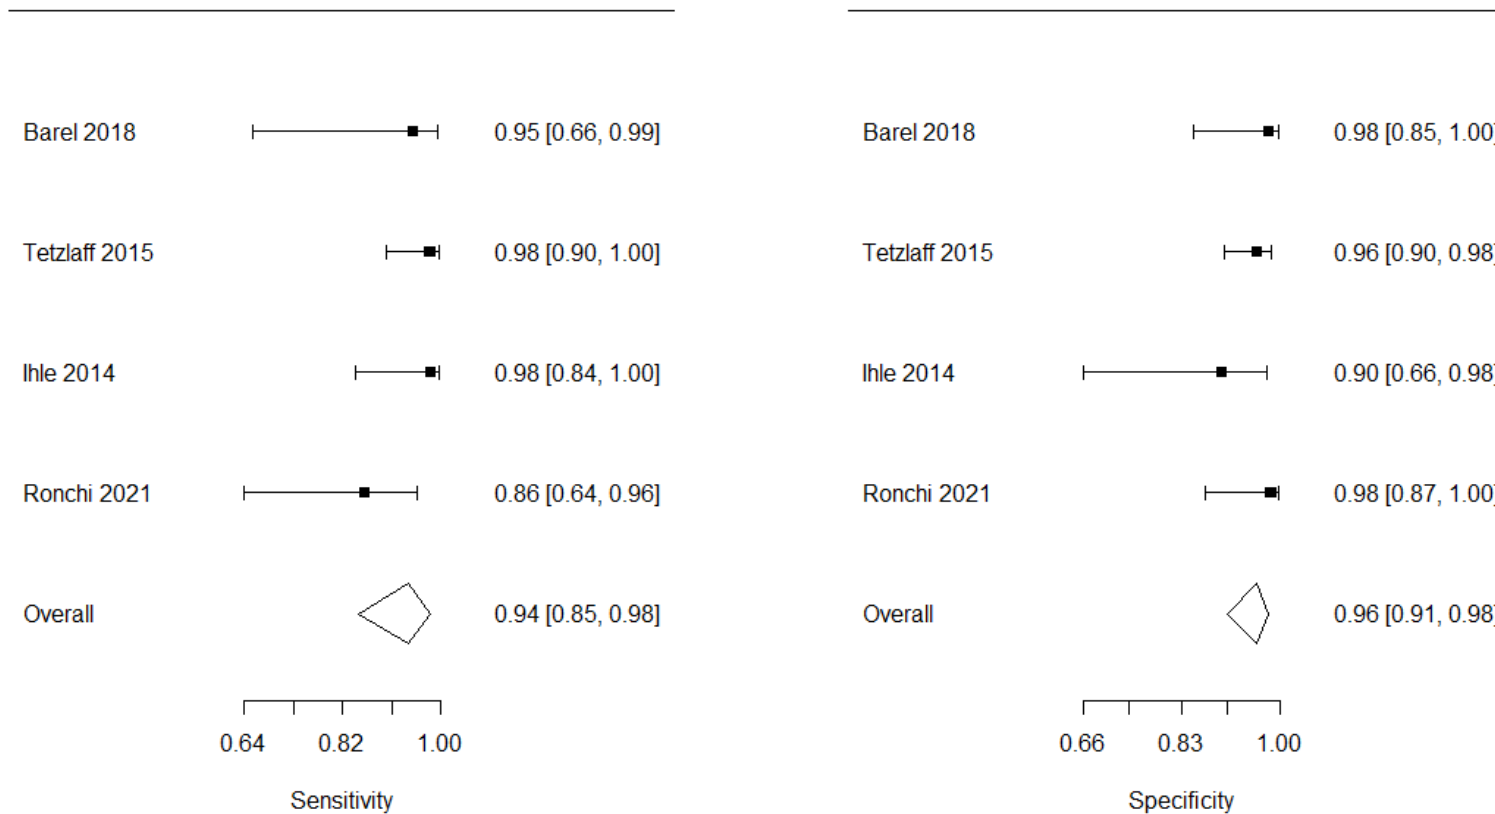 Barel 2018 0.95 [0.66, 0.99]
Tetzlaff 2015 0.98 [0.90, 1.00]
Ihle 2014 0.98 [0.84, 1.00]
Ronchi 2021 0.86 [0.64, 0.96]
Overall 0.94 [0.85, 0.98]
0.64 0.82 1.00
Sensitivity
Barel 2018 0.98 [0.85, 1.00]
Tetzlaff 2015 0.96 [0.90, 0.98]
Ihle 2014 0.90 [0.66, 0.98]
Ronchi 2021 0.98 [0.87, 1.00]
Overall 0.96 [0.91, 0.98]
0.66 0.83 1.00
Specificity